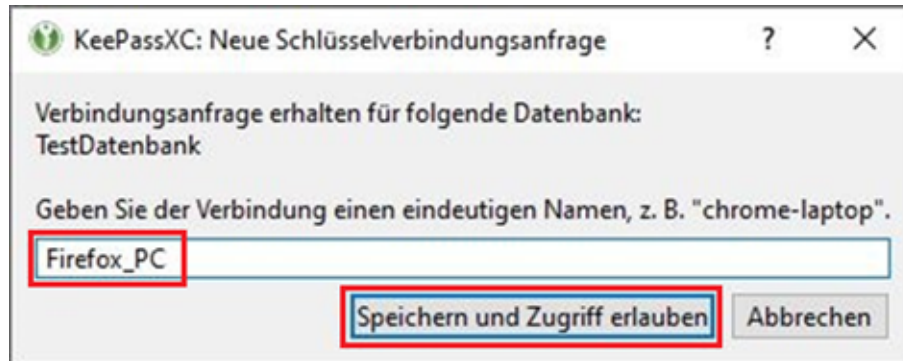 KeePassXC: Neue Schlüsselverbindungsanfrage
Verbindungsanfrage erhalten für folgende Datenbank:
TestDatenbank
Geben Sie der Verbindung einen eindeutigen Namen, z. B. "chrome-laptop".
Firefox_PC
Speichern und Zugriff erlauben Abbrechen